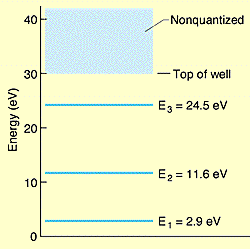 Nonquantized
40
Top of well
30
E₃ = 24.5 eV
20
E₂ = 11.6 eV
10
E₁ = 2.9 eV
0
Energy (eV)